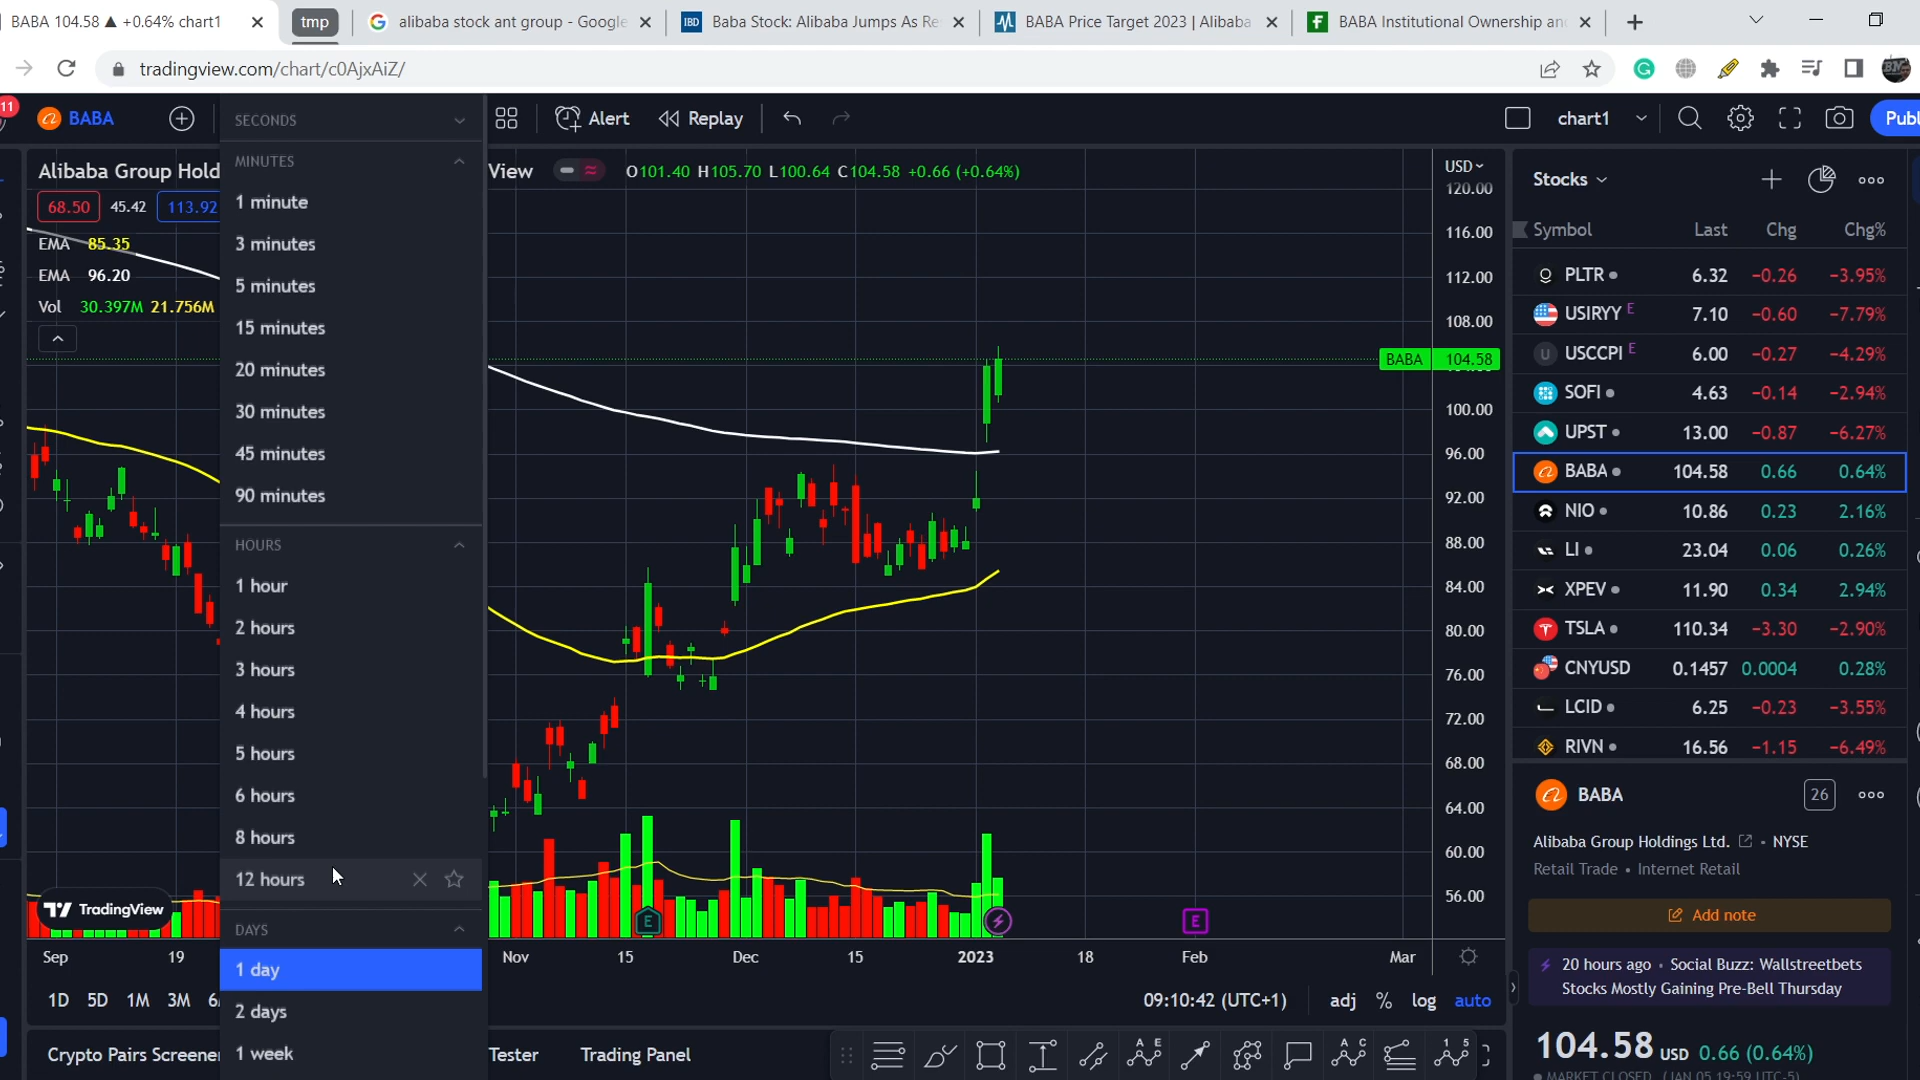 BABA 104.58 ▲ +0.64% chart1
tmp
alibaba stock ant group - Google
Baba Stock: Alibaba Jumps As Re
BABA Price Target 2023 | Alibaba
BABA Institutional Ownership an
tradingview.com/chart/c0AjxAiZ/
11
BABA
Alert
Replay
chart1
Publ
SECONDS
MINUTES
1 minute
3 minutes
5 minutes
15 minutes
20 minutes
30 minutes
45 minutes
90 minutes
HOURS
1 hour
2 hours
3 hours
4 hours
5 hours
6 hours
8 hours
12 hours
DAYS
1 day
2 days
1 week
Alibaba Group Hold
View
O101.40 H105.70 L100.64 C104.58 +0.66 (+0.64%)
68.50 45.42 113.92
EMA 85.35
EMA 96.20
Vol 30.397M 21.756M
USD
120.00
116.00
112.00
108.00
BABA 104.58
100.00
96.00
92.00
88.00
84.00
80.00
76.00
72.00
68.00
64.00
60.00
56.00
TradingView
E
E
Sep 19 Nov 15 Dec 15 2023 18 Feb Mar
1D 5D 1M 3M
09:10:42 (UTC+1) adj % log auto
Crypto Pairs Screener
Tester
Trading Panel
A E
A C
1 5
Stocks
Symbol Last Chg Chg%
PLTR 6.32 −0.26 −3.95%
USIRYY E 7.10 −0.60 −7.79%
U USCCPI E 6.00 −0.27 −4.29%
SOFI 4.63 −0.14 −2.94%
UPST 13.00 −0.87 −6.27%
BABA 104.58 0.66 0.64%
NIO 10.86 0.23 2.16%
LI 23.04 0.06 0.26%
XPEV 11.90 0.34 2.94%
TSLA 110.34 −3.30 −2.90%
CNYUSD 0.1457 0.0004 0.28%
LCID 6.25 −0.23 −3.55%
RIVN 16.56 −1.15 −6.49%
BABA 26
Alibaba Group Holdings Ltd. • NYSE
Retail Trade • Internet Retail
Add note
20 hours ago • Social Buzz: Wallstreetbets
Stocks Mostly Gaining Pre-Bell Thursday
104.58 USD 0.66 (0.64%)
MARKET CLOSED (JAN 05 19:59 UTC-5)